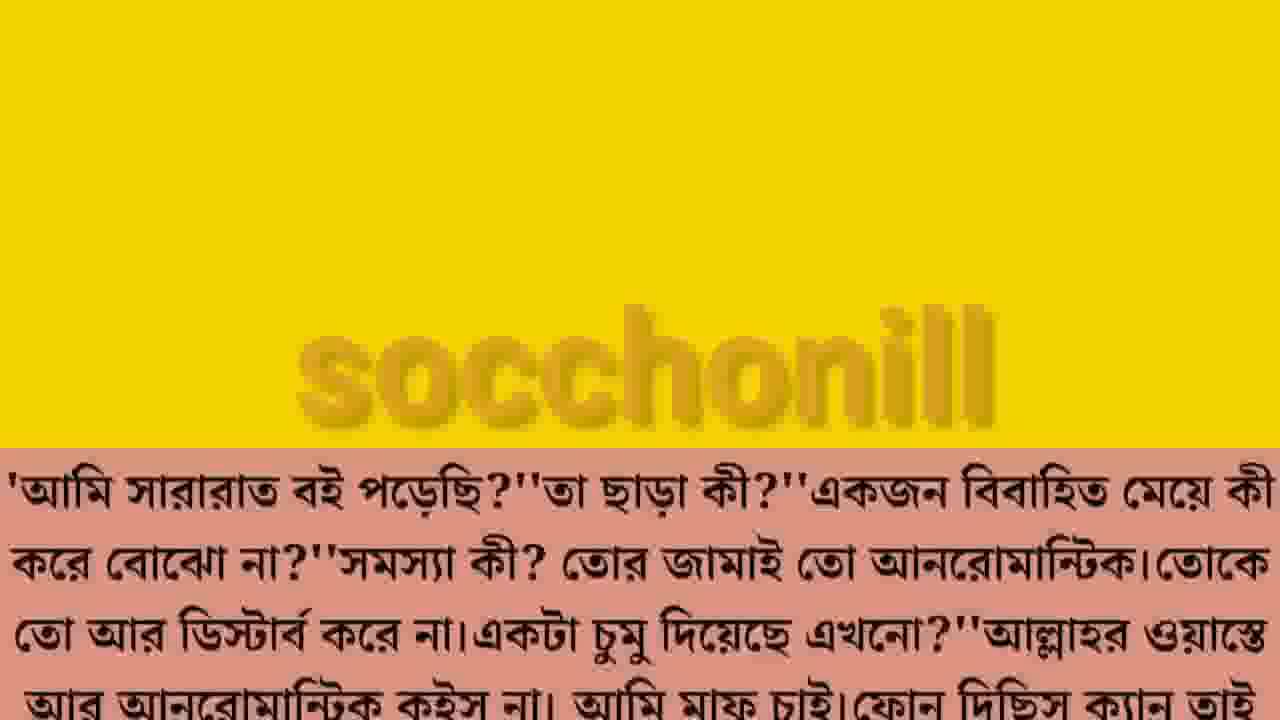 socchonill
'আমি সারারাত বই পড়েছি?''তা ছাড়া কী?''একজন বিবাহিত মেয়ে কী
করে বোঝো না?''সমস্যা কী? তোর জামাই তো আনরোমান্টিক।তোকে
তো আর ডিস্টার্ব করে না।একটা চুমু দিয়েছে এখনো?''আল্লাহর ওয়াস্তে
আর আনরোমান্টিক কইস না। আমি মাফ চাই।ফোন দিছিস ক্যান তাই